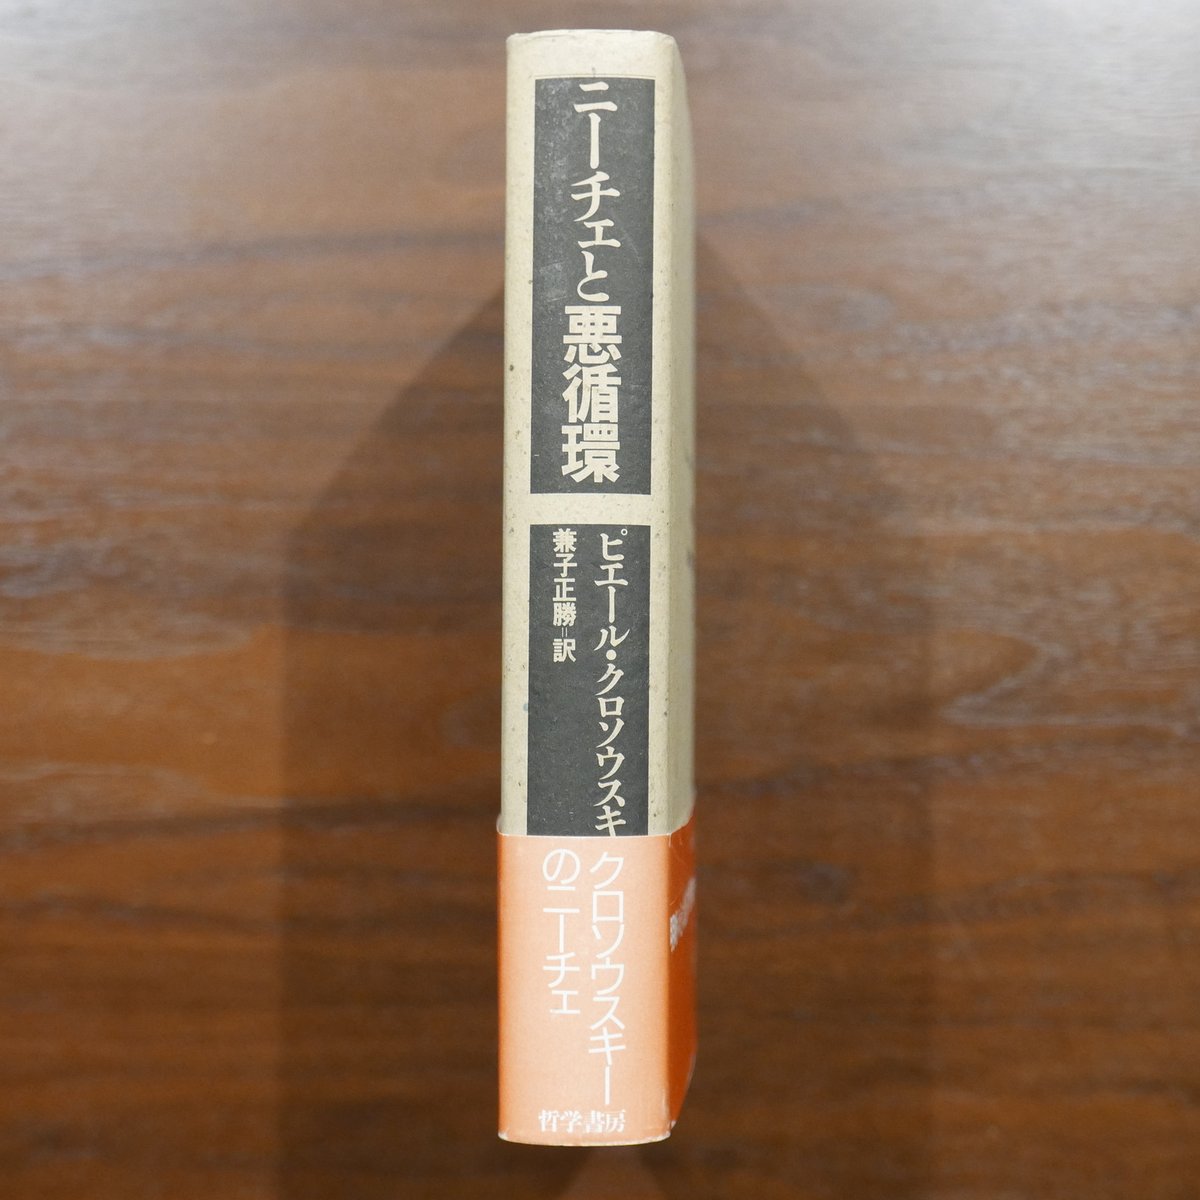 ニーチェと悪循環
ピエール・クロソウスキ
兼子正勝=訳
クロソウスキー
のニーチェ
哲学書房